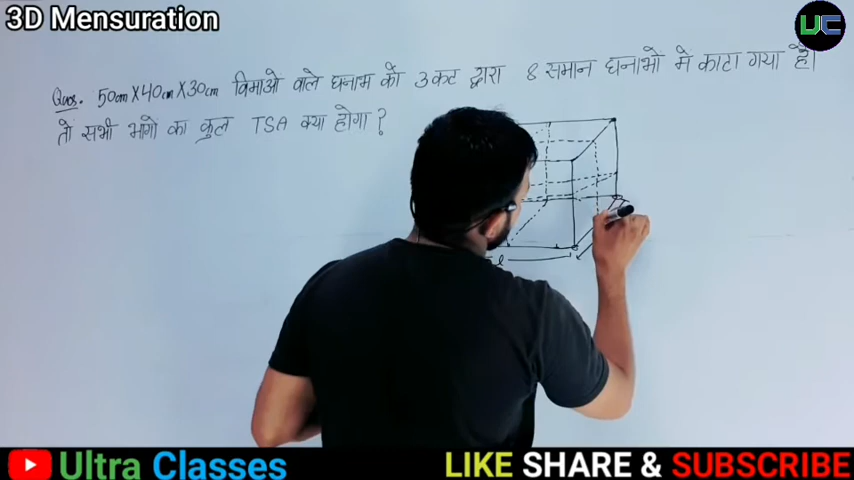 3D Mensuration
UC
Ques. 50cm X 40cm X 30cm विमाओ वाले घनाभ को 3 कट द्वारा 8 समान घनाभों मे काटा गया है।
तो सभी भागो का कुल TSA क्या होगा ?
l
Ultra Classes
LIKE SHARE & SUBSCRIBE